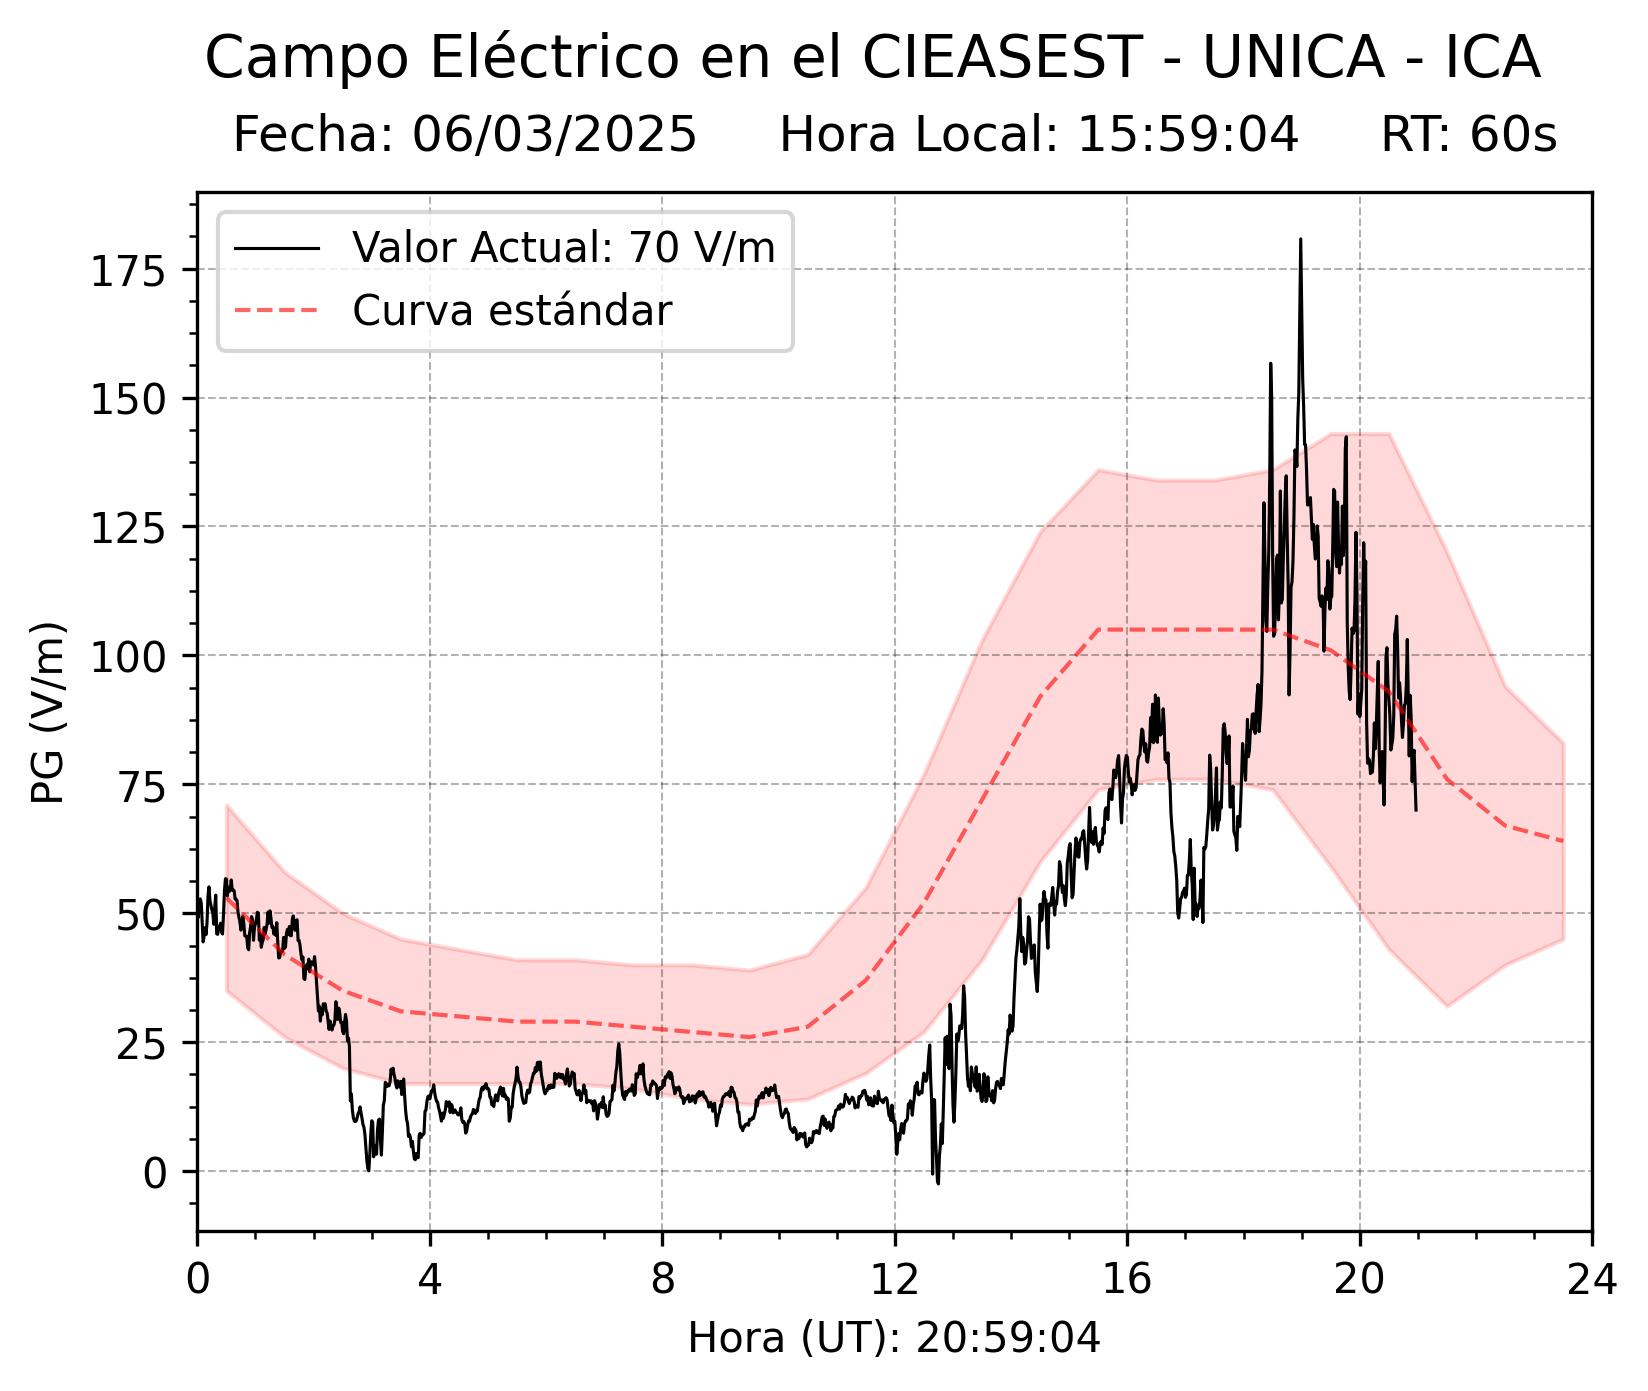 Campo Eléctrico en el CIEASEST - UNICA - ICA
Fecha: 06/03/2025 Hora Local: 15:59:04 RT: 60s
Valor Actual: 70 V/m
Curva estándar
175
150
125
100
75
50
25
0
PG (V/m)
0 4 8 12 16 20 24
Hora (UT): 20:59:04